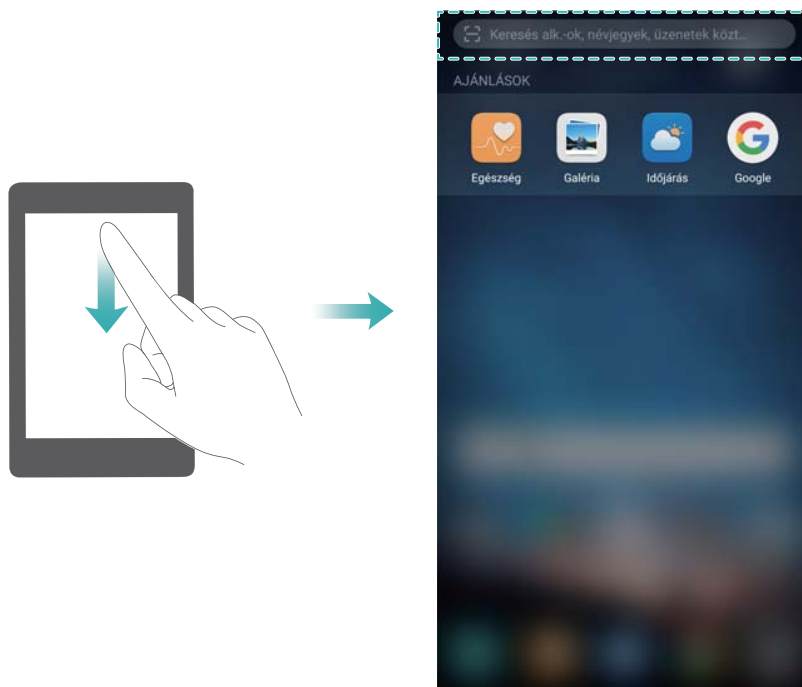 Keresés alk.-ok, névjegyek, üzenetek közt...
AJÁNLÁSOK
Egészség Galéria Időjárás Google